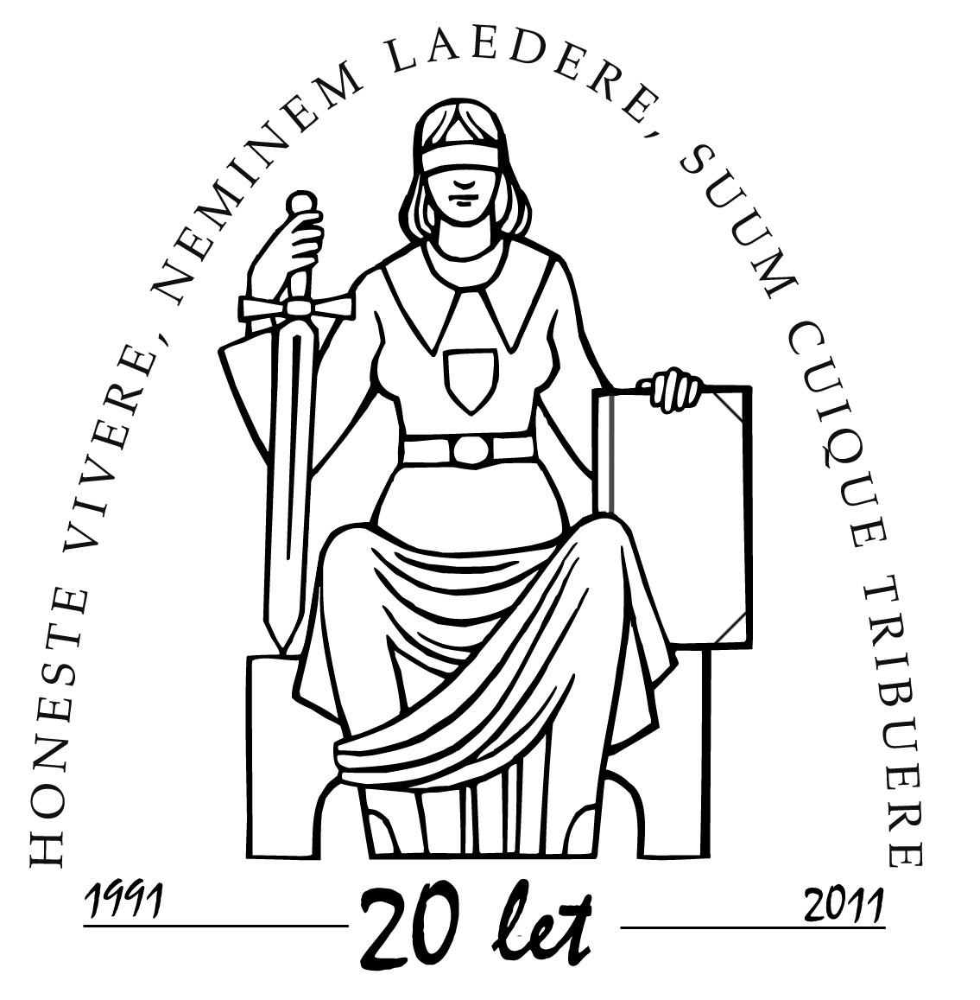 HONESTE VIVERE, NEMINEM LAEDERE, SUUM CUIQUE TRIBUERE
1991
20 let
2011